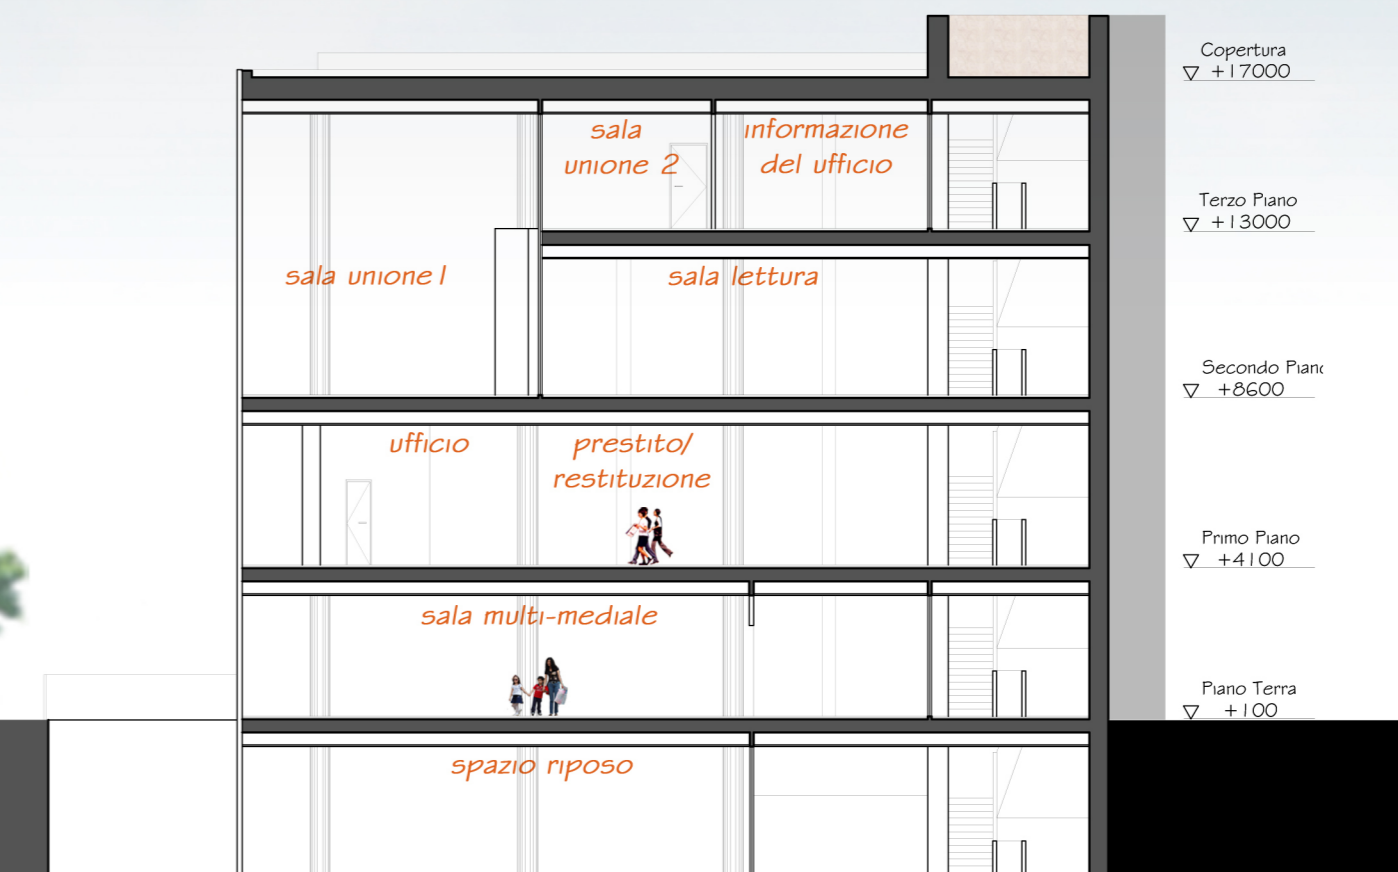 Copertura
+17000
sala
unione 2
informazione
del ufficio
Terzo Piano
+13000
sala unione 1
sala lettura
Secondo Piano
+8600
ufficio
prestito/
restituzione
Primo Piano
+4100
sala multi-mediale
Piano Terra
+100
spazio riposo